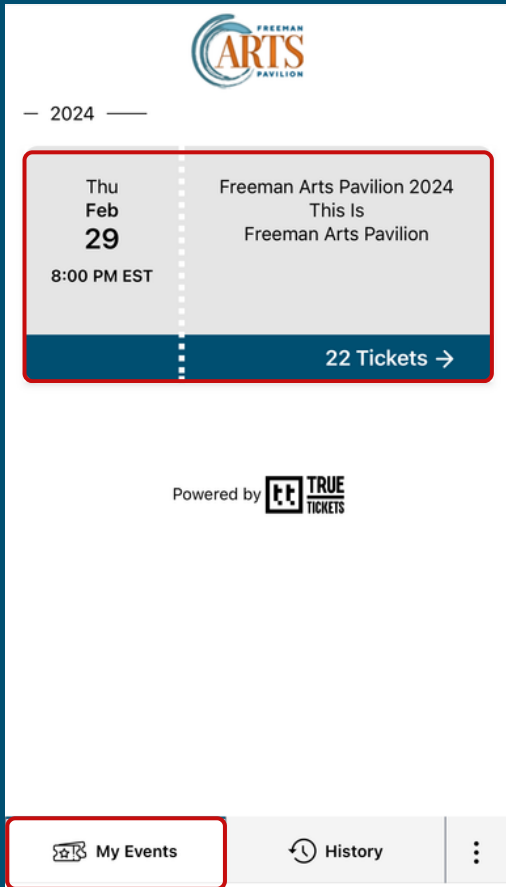 FREEMAN
ARTS
PAVILION
2024
Thu
Feb
29
8:00 PM EST
Freeman Arts Pavilion 2024
This Is
Freeman Arts Pavilion
22 Tickets →
Powered by tt TRUE
TICKETS
My Events
History